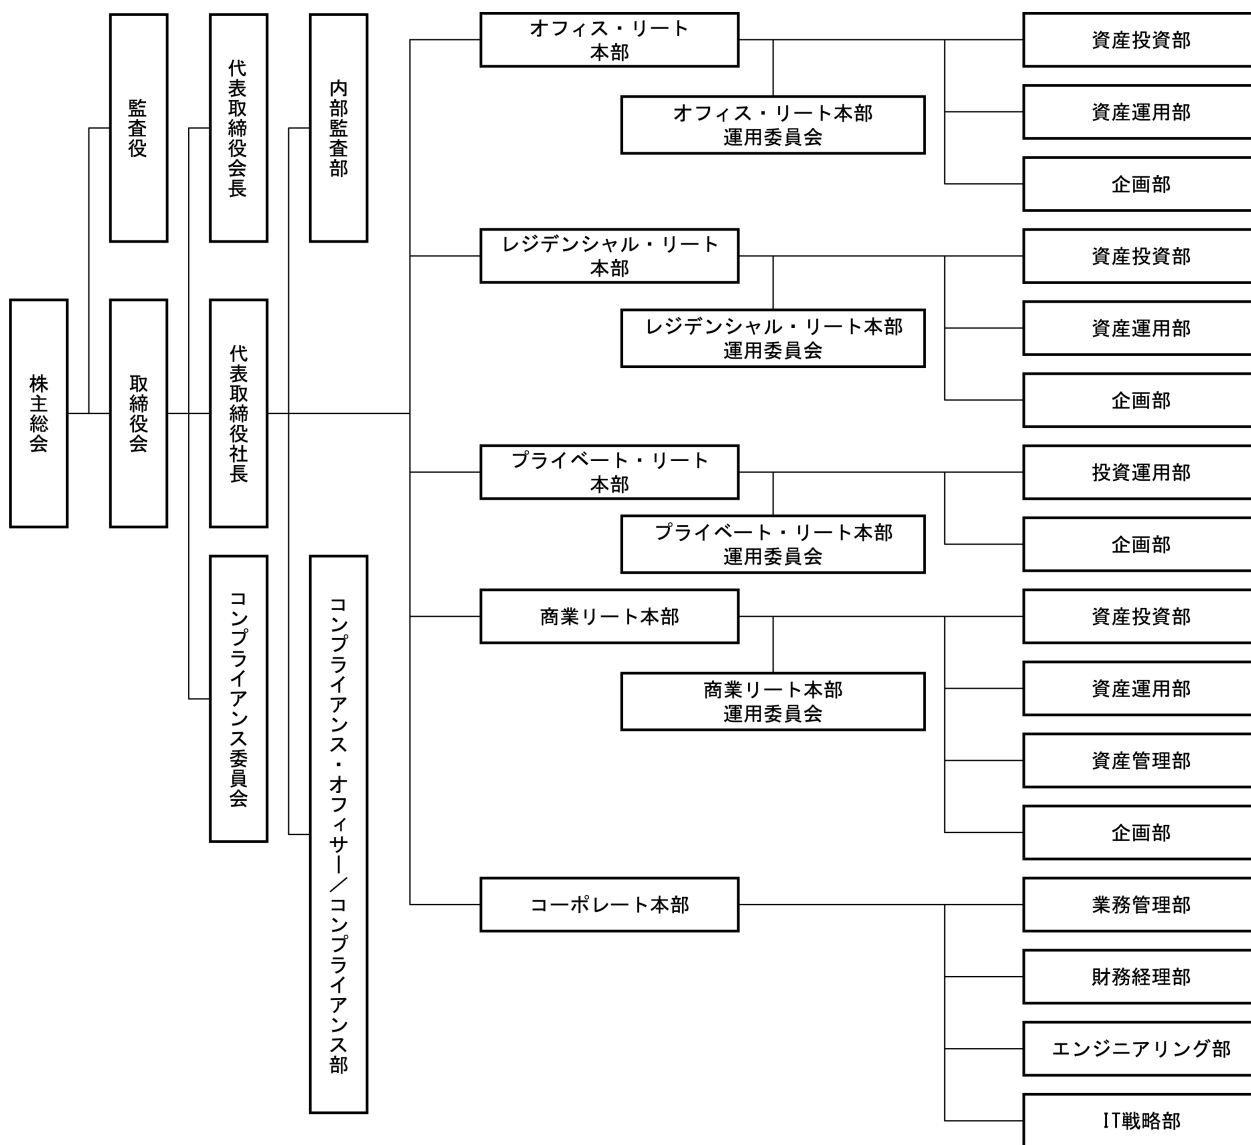 株主総会
監査役
取締役会
代表取締役会長
代表取締役社長
コンプライアンス委員会
内部監査部
コンプライアンス・オフィサー／コンプライアンス部
オフィス・リート
本部
オフィス・リート本部
運用委員会
資産投資部
資産運用部
企画部
レジデンシャル・リート
本部
レジデンシャル・リート本部
運用委員会
資産投資部
資産運用部
企画部
プライベート・リート
本部
プライベート・リート本部
運用委員会
投資運用部
企画部
商業リート本部
商業リート本部
運用委員会
資産投資部
資産運用部
資産管理部
企画部
コーポレート本部
業務管理部
財務経理部
エンジニアリング部
IT戦略部